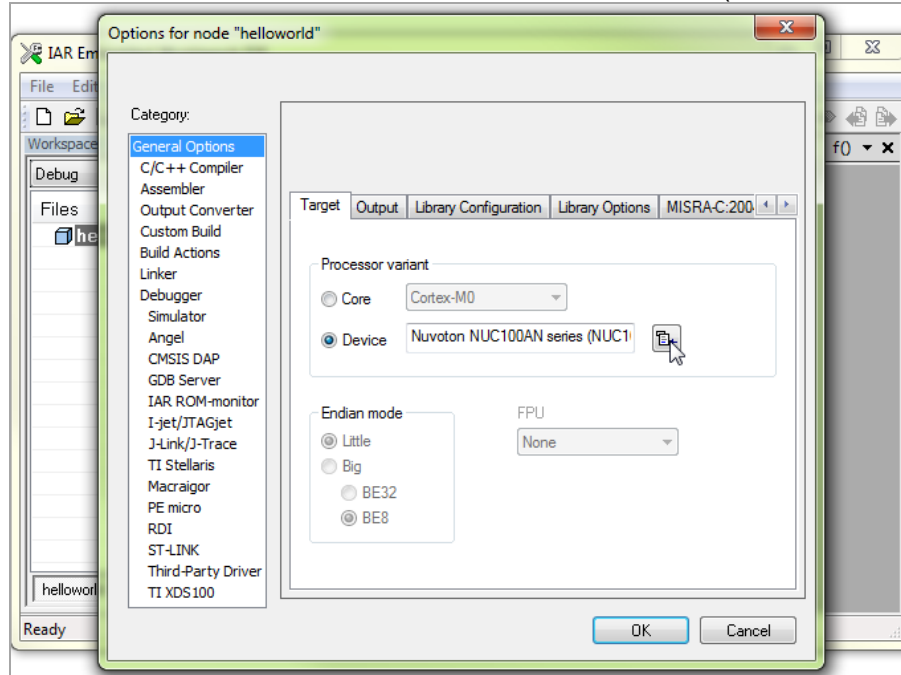 Options for node "helloworld"
IAR Em
File Edit
Workspace
Debug
Files
he
f()
Category:
General Options
C/C++ Compiler
Assembler
Output Converter
Custom Build
Build Actions
Linker
Debugger
Simulator
Angel
CMSIS DAP
GDB Server
IAR ROM-monitor
I-jet/JTAGjet
J-Link/J-Trace
TI Stellaris
Macraigor
PE micro
RDI
ST-LINK
Third-Party Driver
TI XDS100
Target Output Library Configuration Library Options MISRA-C:200
Processor variant
Core Cortex-M0
Device Nuvoton NUC100AN series (NUC1
Endian mode
Little
Big
BE32
BE8
FPU
None
helloworl
Ready
OK Cancel